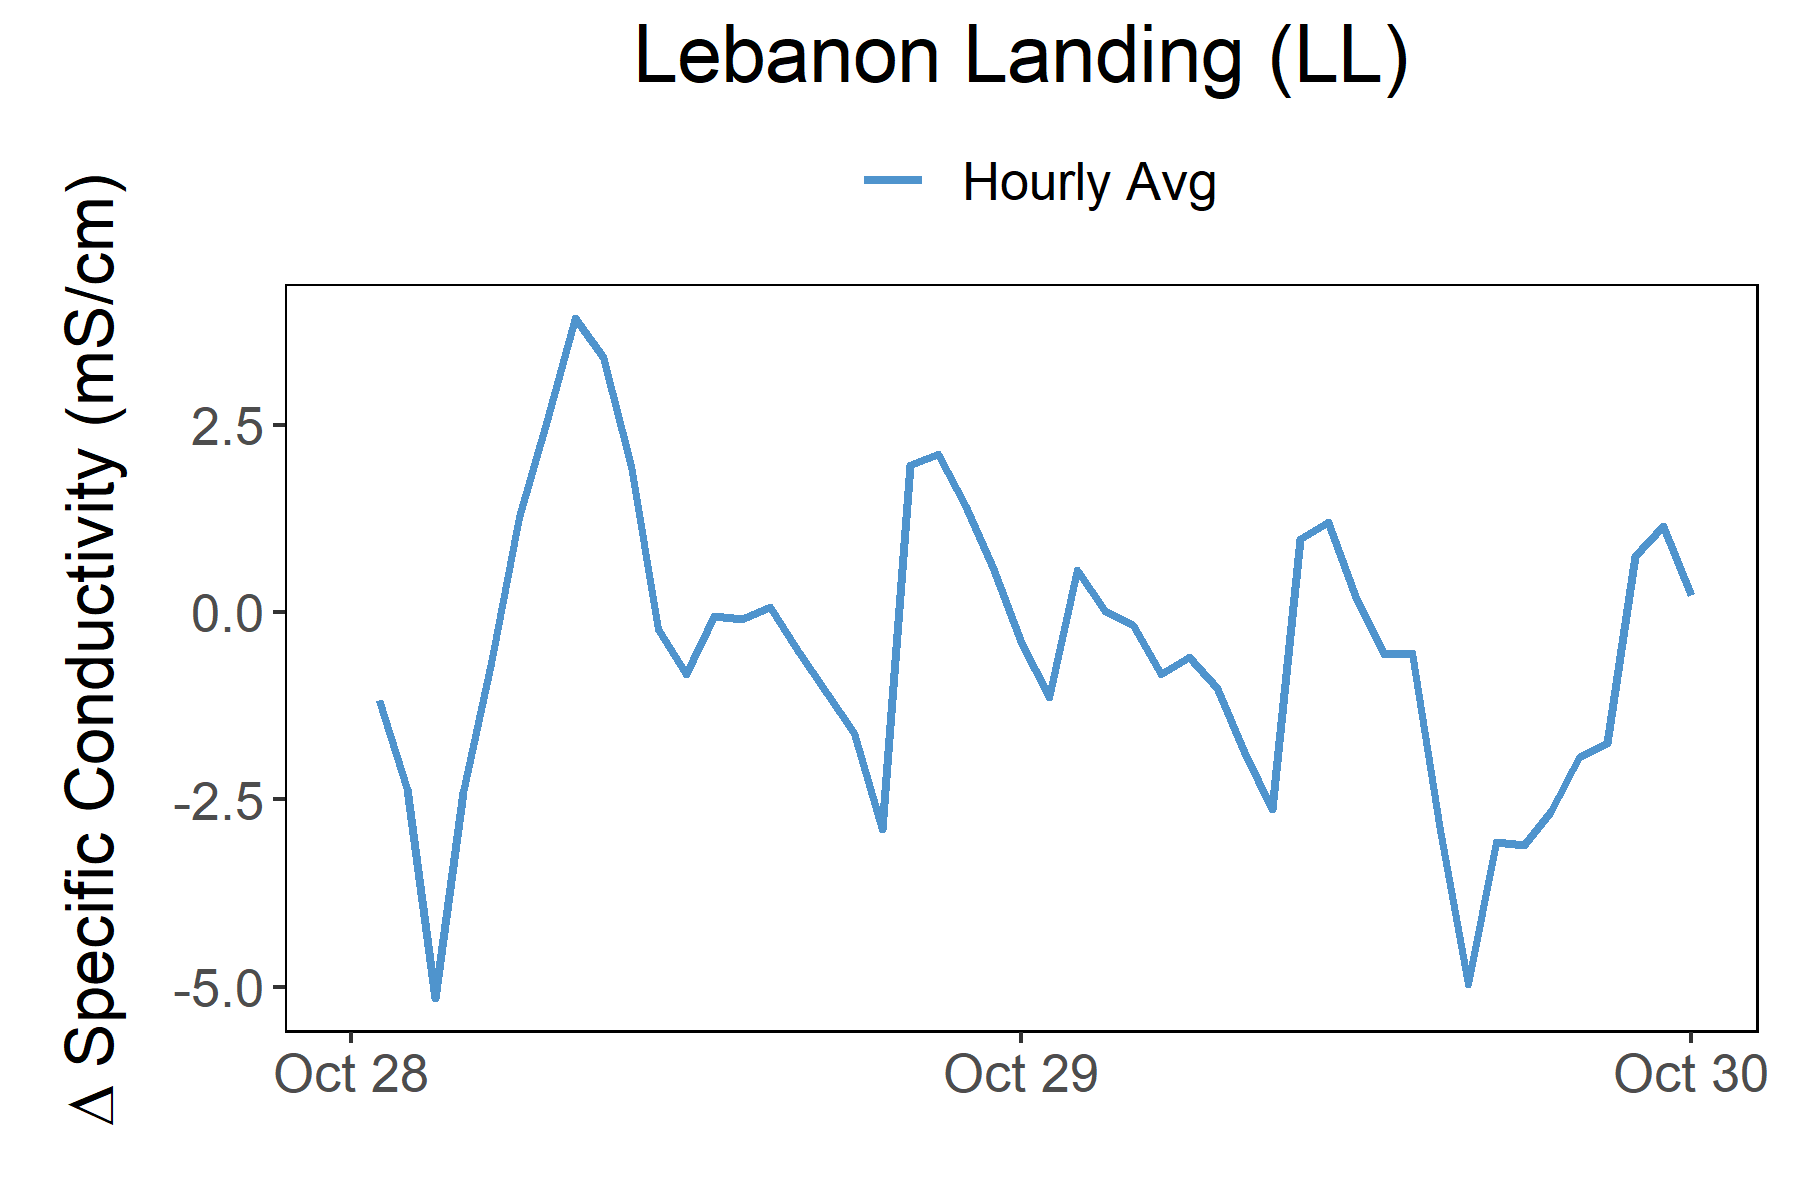 Lebanon Landing (LL)
Hourly Avg
Δ Specific Conductivity (mS/cm)
2.5
0.0
-2.5
-5.0
Oct 28
Oct 29
Oct 30